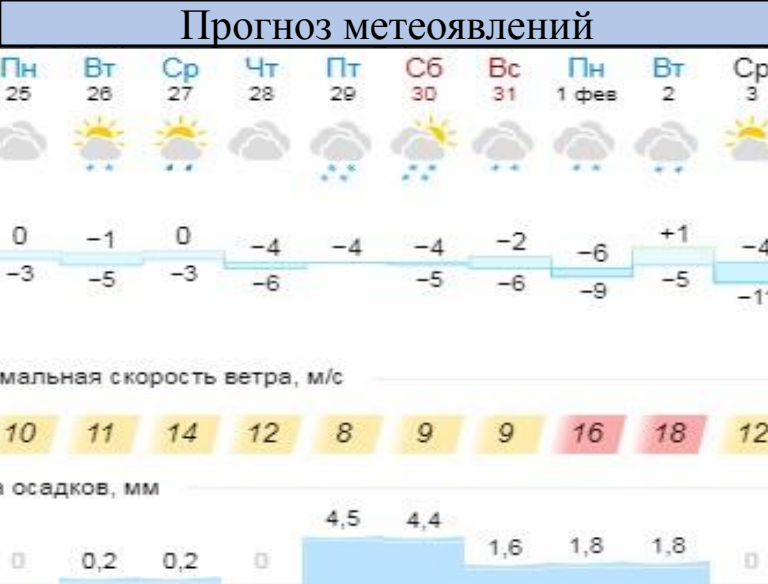 Прогноз метеоявлений
Пн Вт Ср Чт Пт Сб Вс Пн Вт Ср
25 26 27 28 29 30 31 1 фев 2 3
0 −1 0 −4 −4 −4 −2 −6 +1 −4
−3 −5 −3 −6 −5 −6 −9 −5 −11
мальная скорость ветра, м/с
10 11 14 12 8 9 9 16 18 12
а осадков, мм
0 0,2 0,2 0 4,5 4,4 1,6 1,8 1,8 0